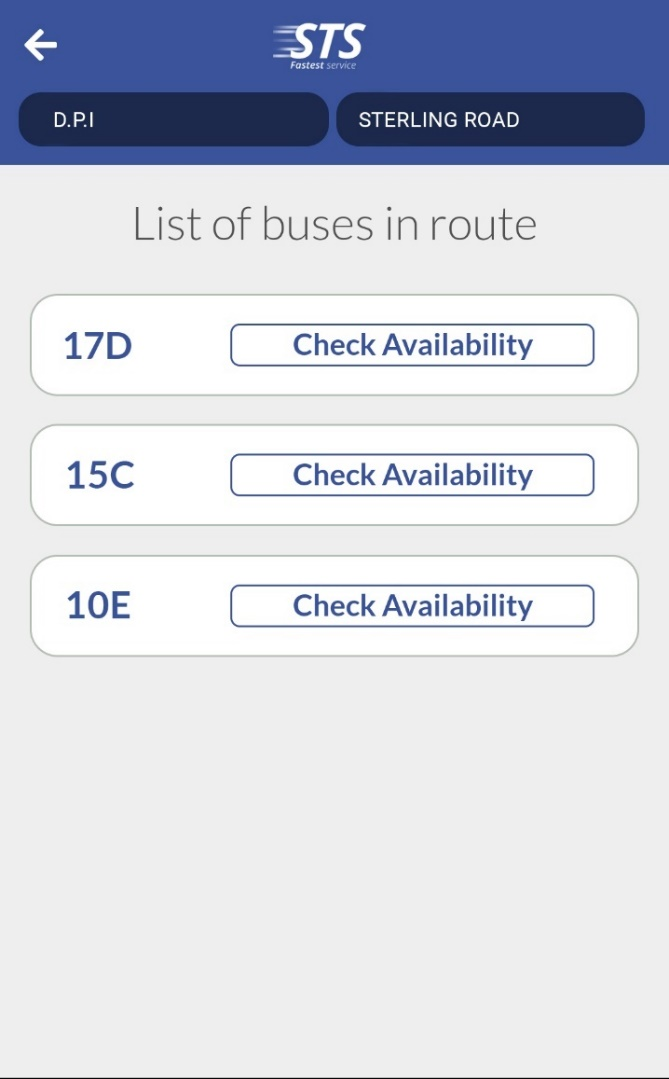 STS
Fastest service
D.P.I
STERLING ROAD
List of buses in route
17D
Check Availability
15C
Check Availability
10E
Check Availability